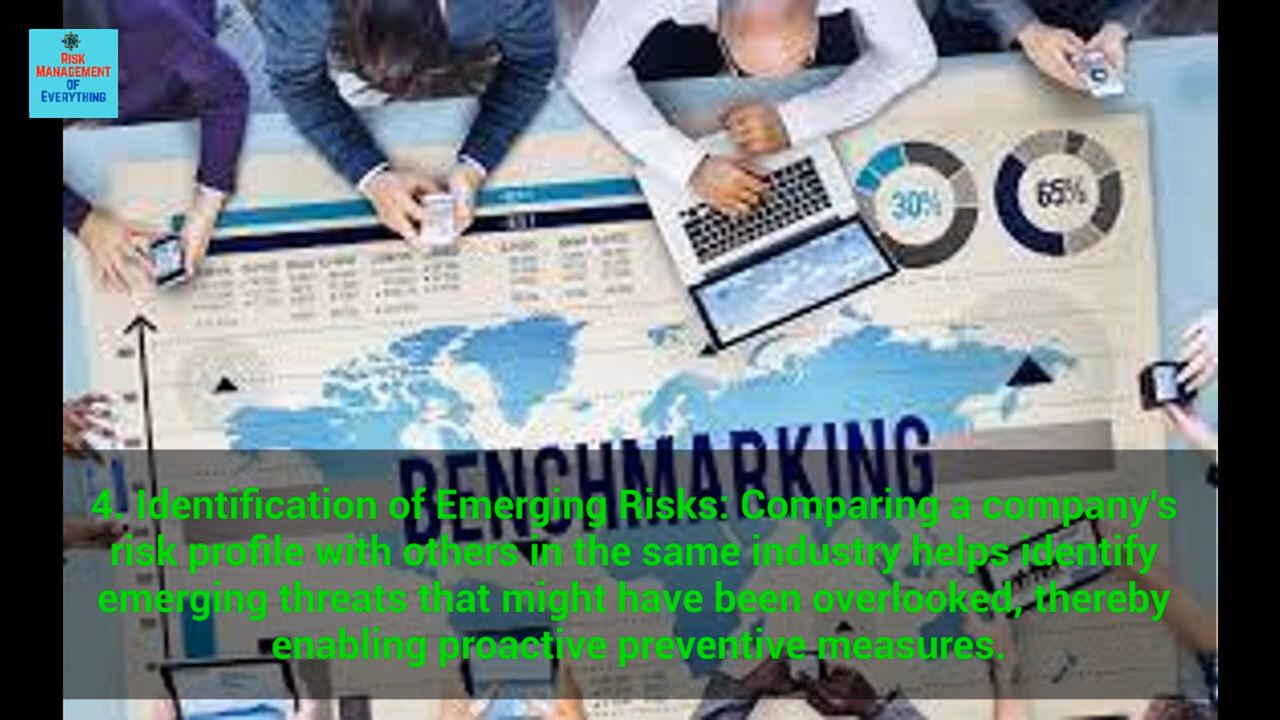 RISK
MANAGEMENT
OF
EVERYTHING
30%
65%
BENCHMARKING
4. Identification of Emerging Risks: Comparing a company's
risk profile with others in the same industry helps identify
emerging threats that might have been overlooked, thereby
enabling proactive preventive measures.